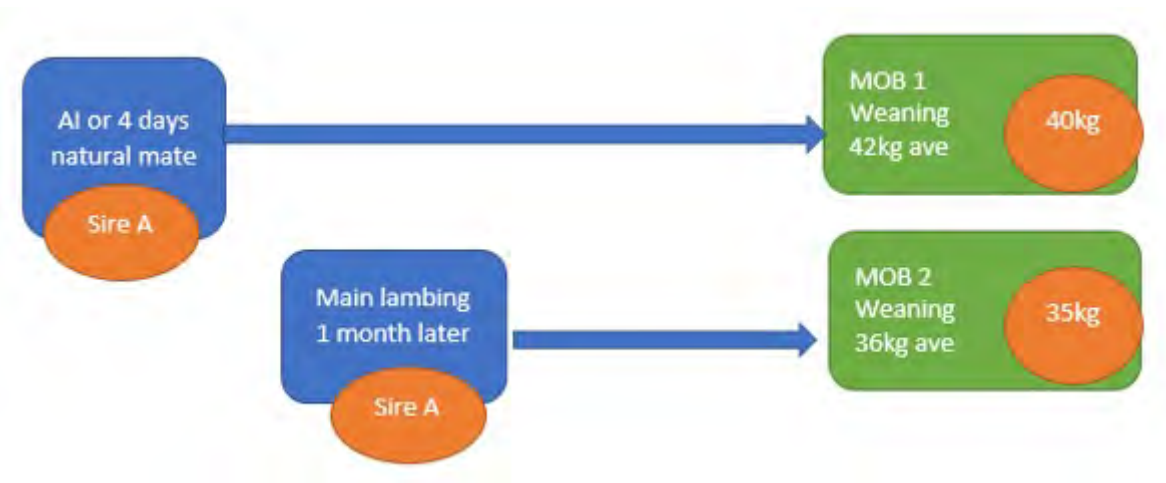 AI or 4 days
natural mate
Sire A
MOB 1
Weaning
42kg ave
40kg
Main lambing
1 month later
Sire A
MOB 2
Weaning
36kg ave
35kg